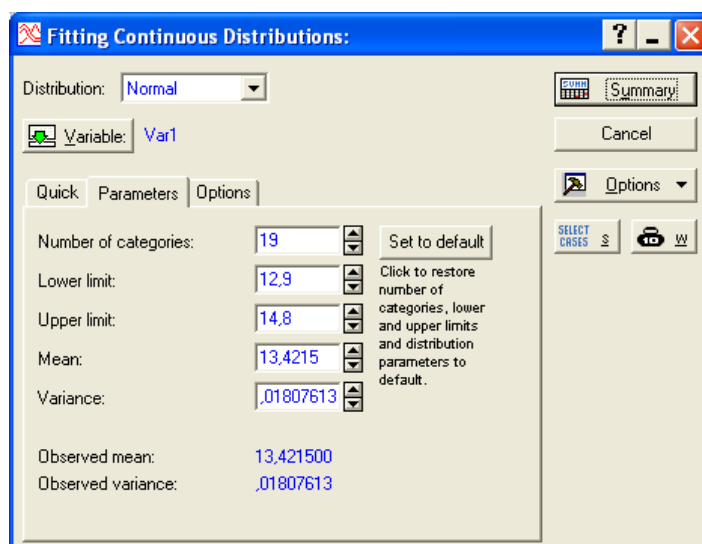 Fitting Continuous Distributions: ?
Distribution: Normal
Summary
Variable: Var1
Cancel
Options
Quick Parameters Options
SELECT CASES S W
Number of categories: 19
Set to default
Lower limit: 12,9
Upper limit: 14,8
Mean: 13,4215
Variance: ,01807613
Click to restore
number of
categories, lower
and upper limits
and distribution
parameters to
default.
Observed mean: 13,421500
Observed variance: ,01807613